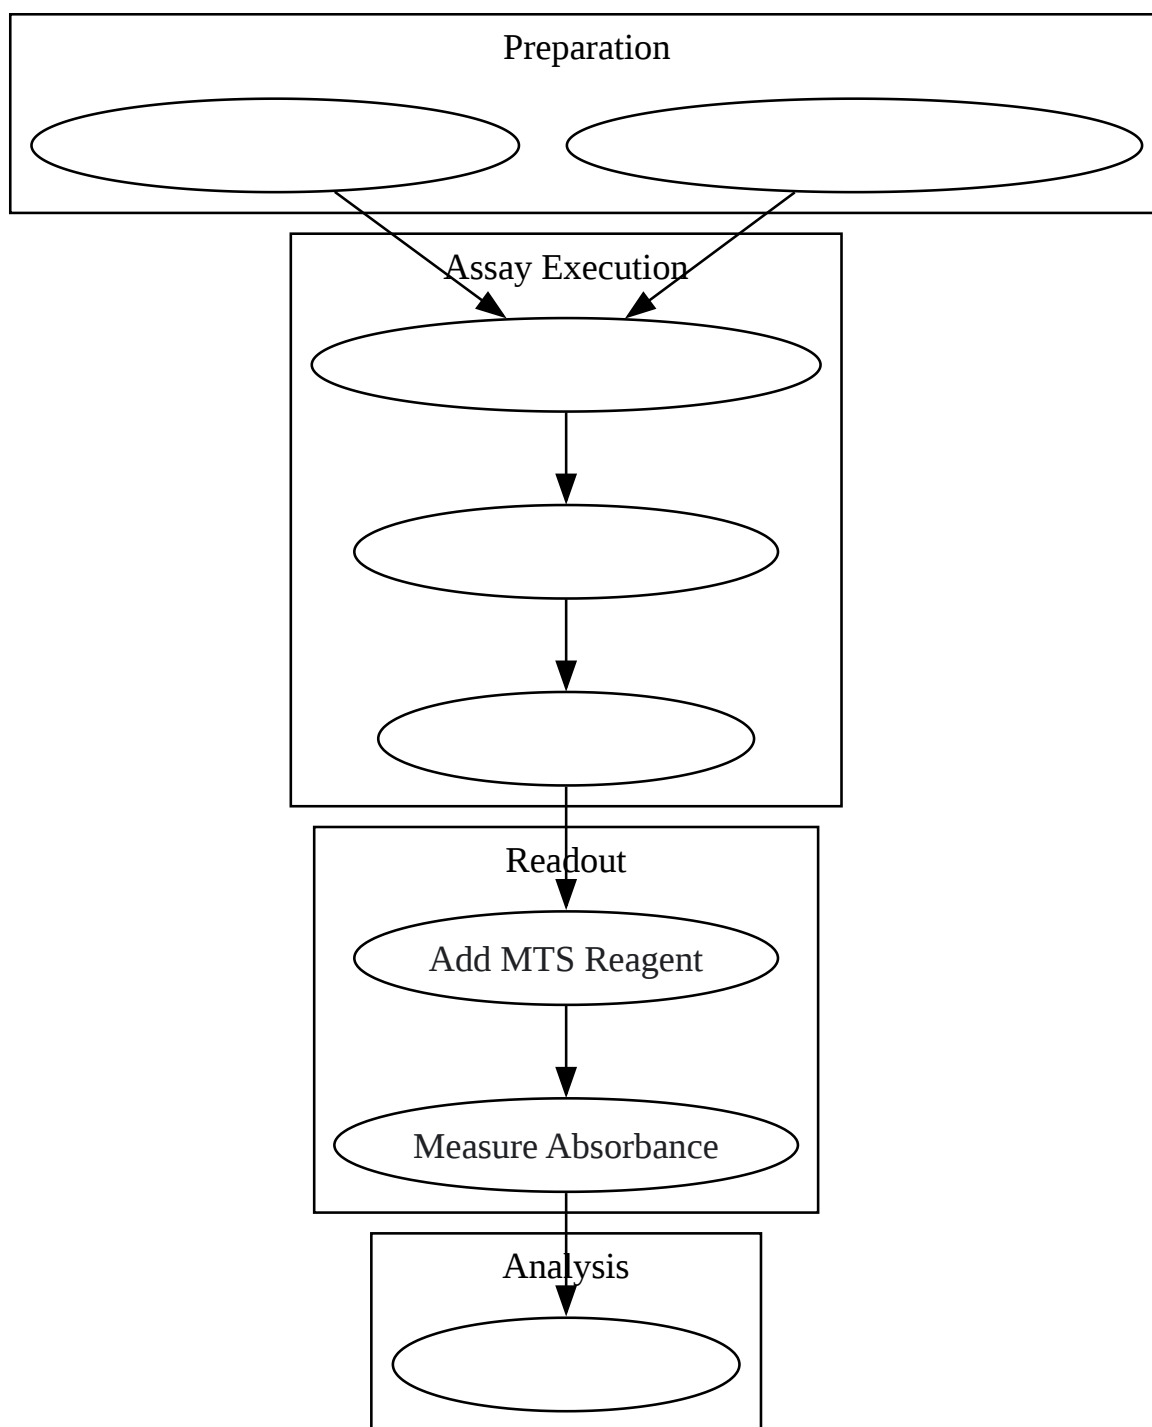 Preparation
Assay Execution
Readout
Add MTS Reagent
Measure Absorbance
Analysis